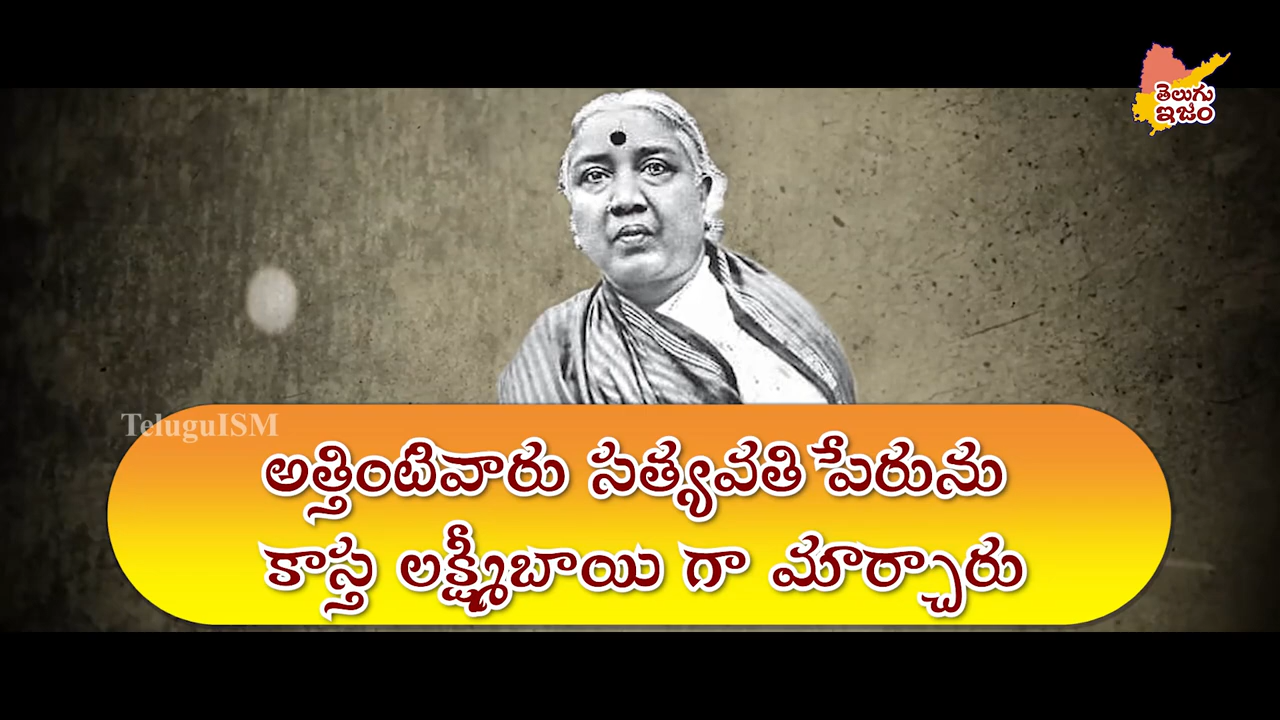 తెలుగు
ఇజం
TeluguISM
అత్తింటివారు సత్యవతి పేరును
కాస్త లక్ష్మీబాయి గా మార్చారు